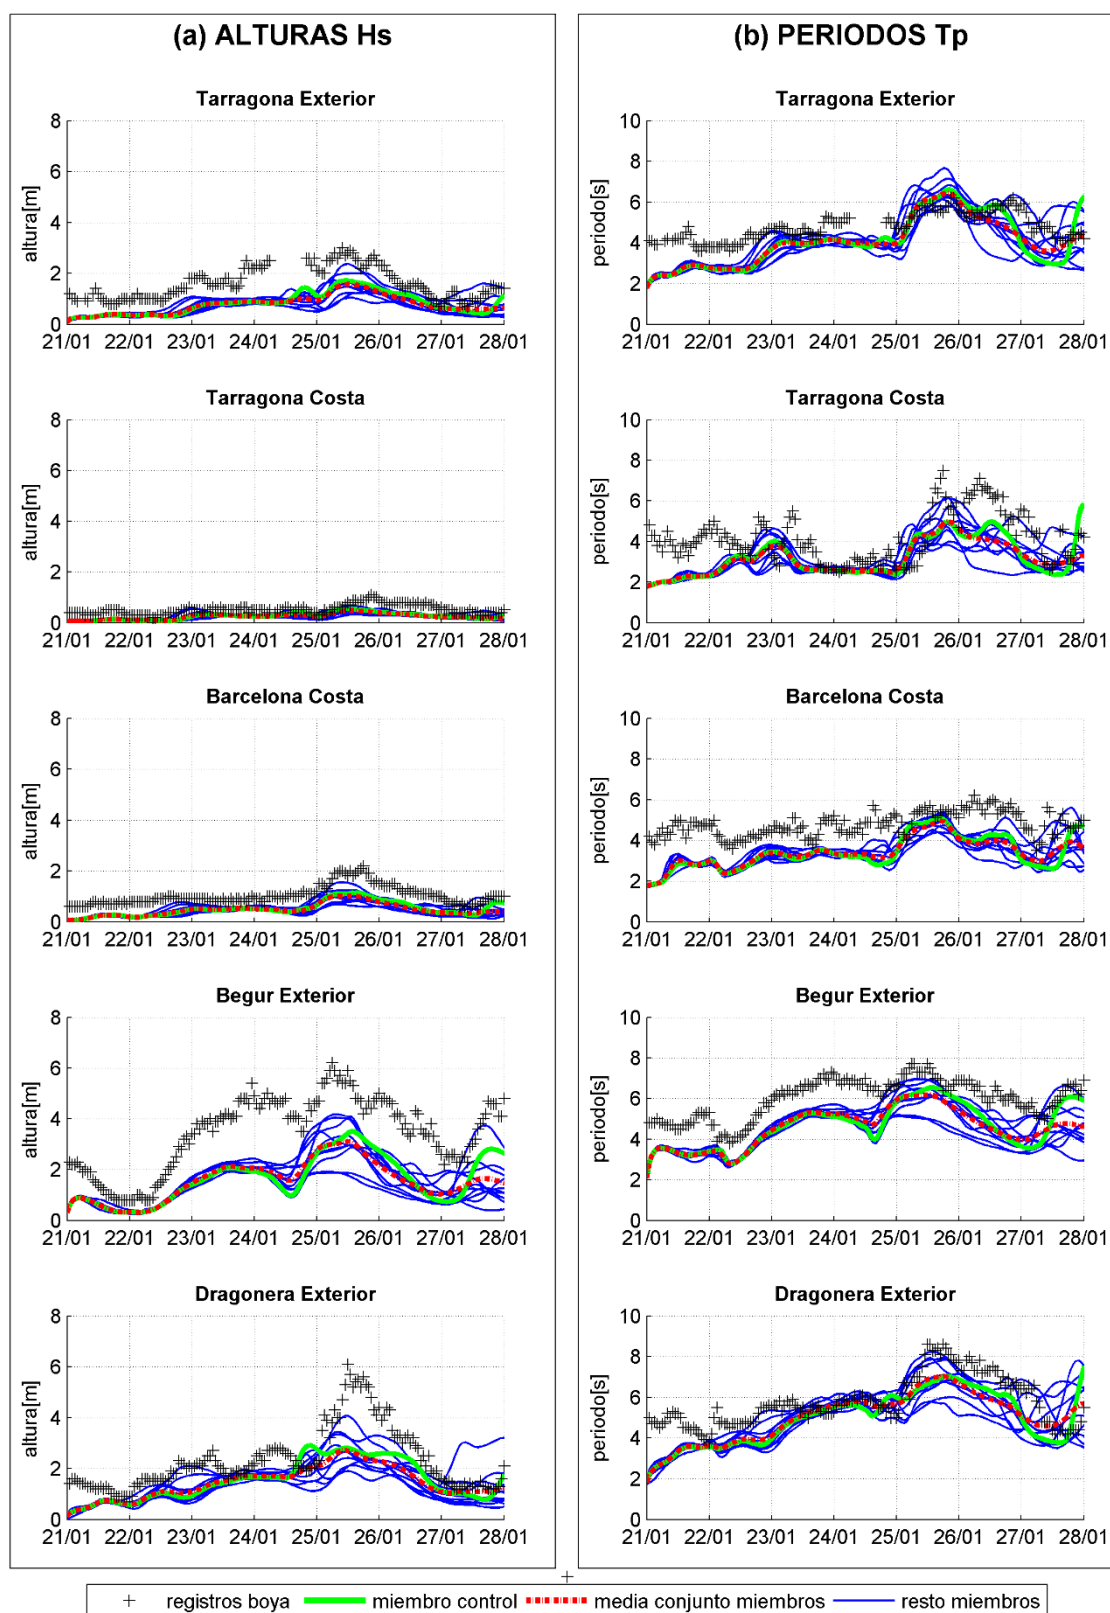 (a) ALTURAS Hs
Tarragona Exterior
altura[m]
8
6
4
2
0
21/01 22/01 23/01 24/01 25/01 26/01 27/01 28/01
Tarragona Costa
altura[m]
8
6
4
2
0
21/01 22/01 23/01 24/01 25/01 26/01 27/01 28/01
Barcelona Costa
altura[m]
8
6
4
2
0
21/01 22/01 23/01 24/01 25/01 26/01 27/01 28/01
Begur Exterior
altura[m]
8
6
4
2
0
21/01 22/01 23/01 24/01 25/01 26/01 27/01 28/01
Dragonera Exterior
altura[m]
8
6
4
2
0
21/01 22/01 23/01 24/01 25/01 26/01 27/01 28/01
(b) PERIODOS Tp
Tarragona Exterior
periodo[s]
10
8
6
4
2
0
21/01 22/01 23/01 24/01 25/01 26/01 27/01 28/01
Tarragona Costa
periodo[s]
10
8
6
4
2
0
21/01 22/01 23/01 24/01 25/01 26/01 27/01 28/01
Barcelona Costa
periodo[s]
10
8
6
4
2
0
21/01 22/01 23/01 24/01 25/01 26/01 27/01 28/01
Begur Exterior
periodo[s]
10
8
6
4
2
0
21/01 22/01 23/01 24/01 25/01 26/01 27/01 28/01
Dragonera Exterior
periodo[s]
10
8
6
4
2
0
21/01 22/01 23/01 24/01 25/01 26/01 27/01 28/01
registros boya miembro control media conjunto miembros resto miembros